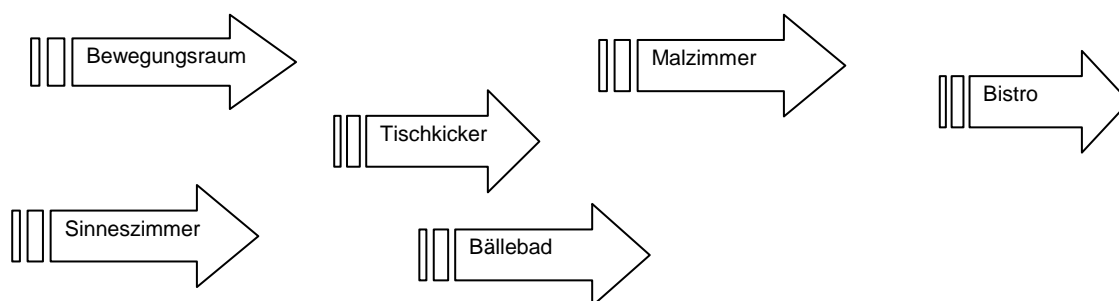 Bewegungsraum
Malzimmer
Bistro
Tischkicker
Sinneszimmer
Bällebad